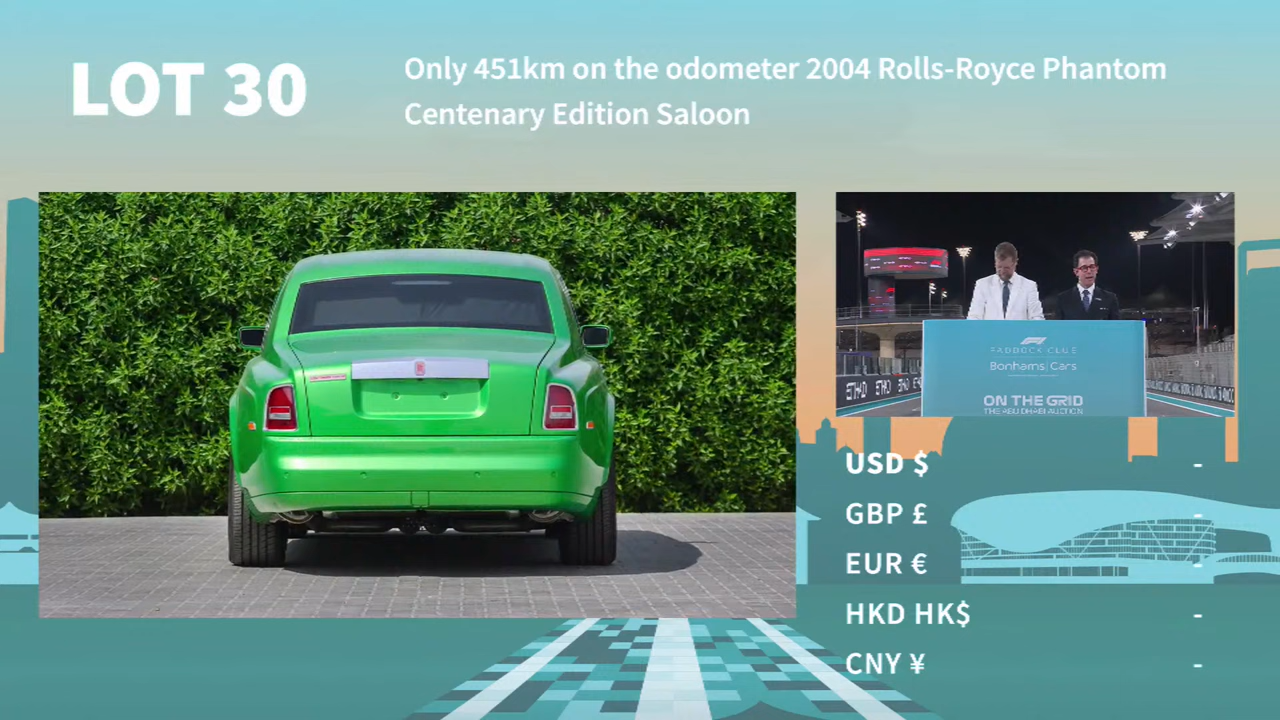 LOT 30
Only 451km on the odometer 2004 Rolls-Royce Phantom
Centenary Edition Saloon
PADDOCK CLUB
Bonhams|Cars
ON THE GRID
THE ABU DHABI AUCTION
ETIHAD
USD $ -
GBP £ -
EUR € -
HKD HK$ -
CNY ¥ -